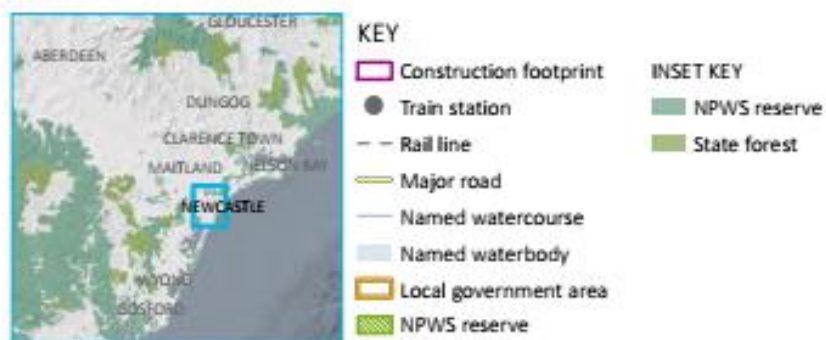 GLOUCESTER
ABERDEEN
DUNGOG
CLARENCE TOWN
MAITLAND
NELSON BAY
NEWCASTLE
WYONG
GOSFORD
KEY
Construction footprint
Train station
Rail line
Major road
Named watercourse
Named waterbody
Local government area
NPWS reserve
INSET KEY
NPWS reserve
State forest